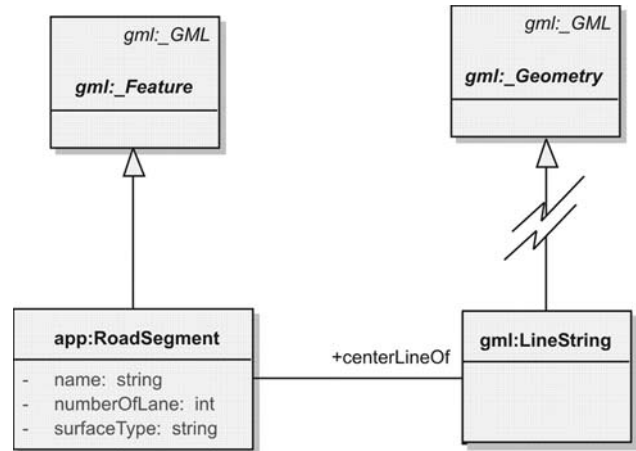 gml:_GML
gml:_Feature
gml:_GML
gml:_Geometry
app:RoadSegment
- name: string
- numberOfLane: int
- surfaceType: string
+centerLineOf
gml:LineString